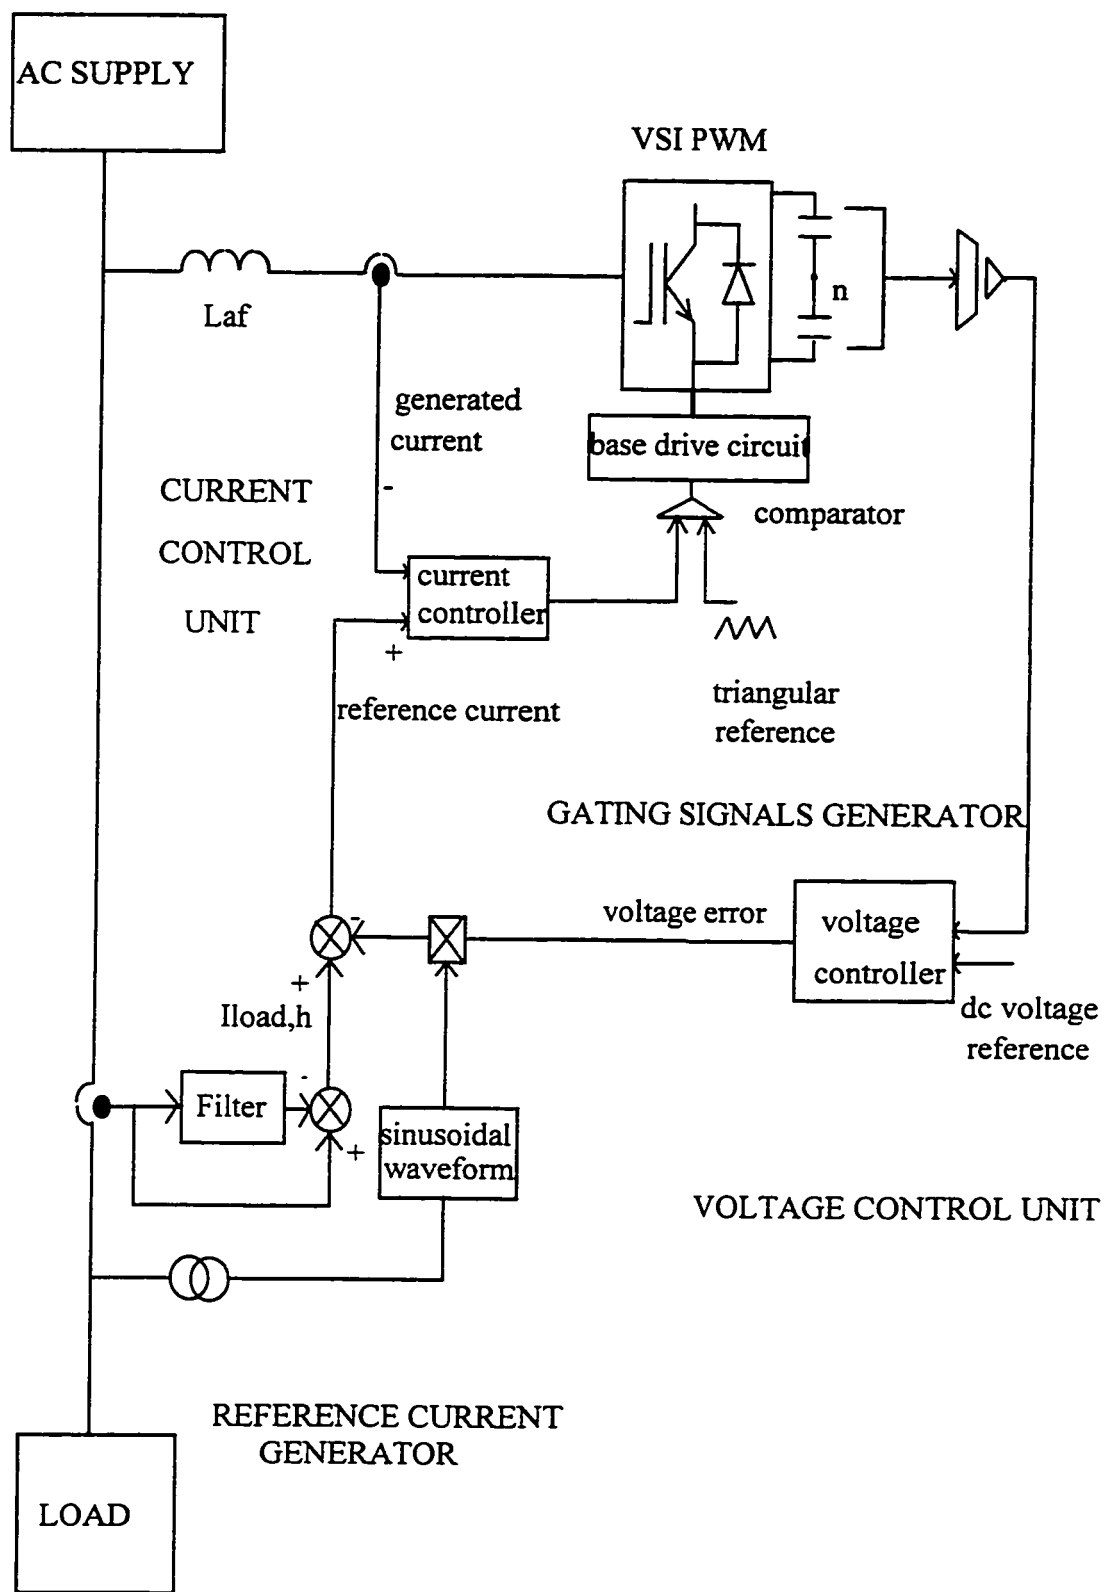 AC SUPPLY
VSI PWM
n
Laf
generated
current
-
base drive circuit
CURRENT
CONTROL
UNIT
comparator
current
controller
+
reference current
triangular
reference
GATING SIGNALS GENERATOR
voltage error
voltage
controller
-
+
Iload,h
dc voltage
reference
-
Filter
+
sinusoidal
waveform
VOLTAGE CONTROL UNIT
REFERENCE CURRENT
GENERATOR
LOAD